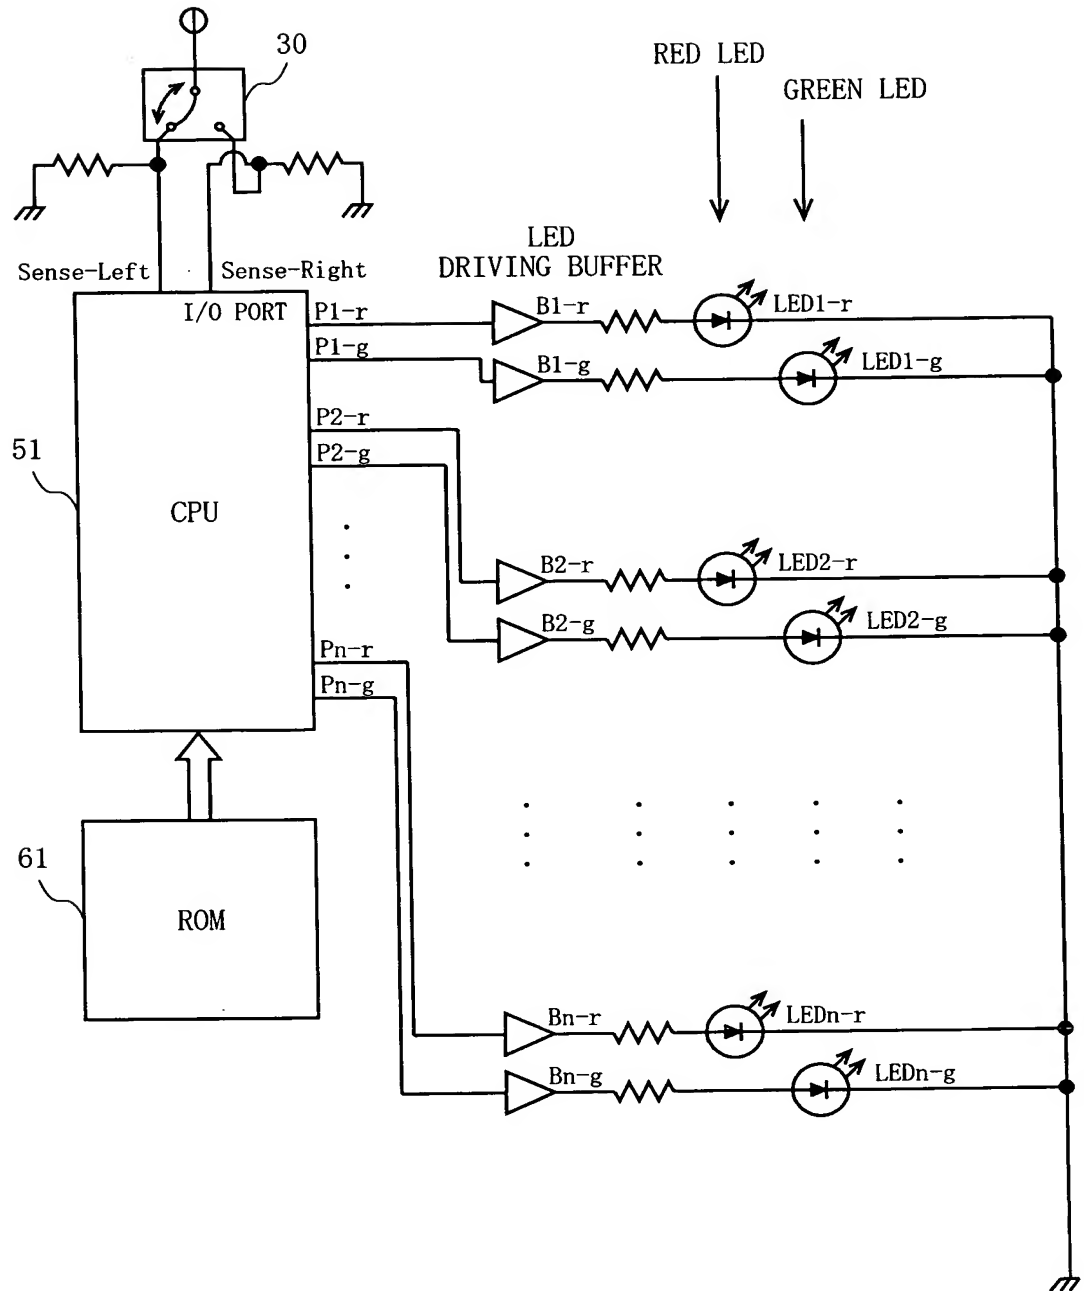 30
RED LED
GREEN LED
LED
DRIVING BUFFER
Sense-Left
Sense-Right
I/O PORT
P1-r
B1-r
LED1-r
P1-g
B1-g
LED1-g
P2-r
P2-g
51
CPU
B2-r
LED2-r
B2-g
LED2-g
Pn-r
Pn-g
61
ROM
Bn-r
LEDn-r
Bn-g
LEDn-g